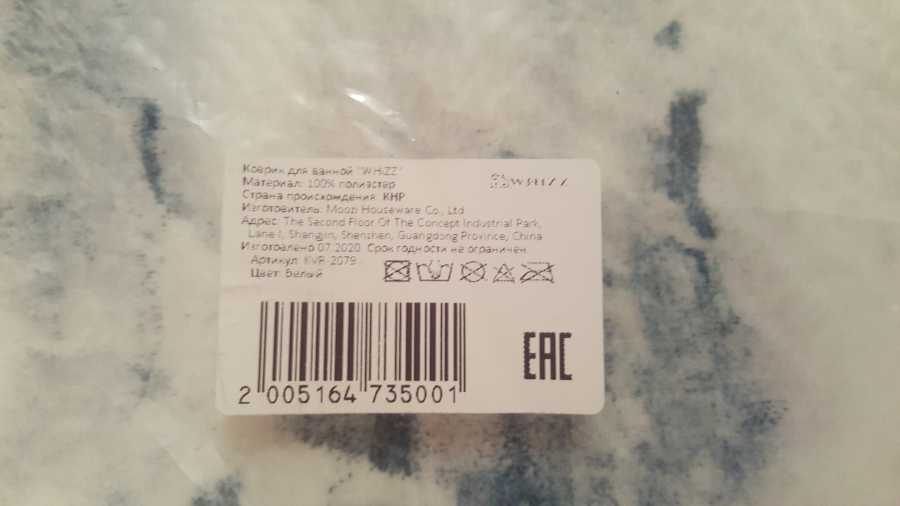 Коврик для ванной "WHIZZ"
WHIZZ
Материал: 100% полиэстер
Страна происхождения: КНР
Изготовитель: Moozi Houseware Co., Ltd
Адрес: The Second Floor Of The Concept Industrial Park,
Lane I, Shangjin, Shenzhen, Guangdong Province, China
Изготовлено 07.2020. Срок годности не ограничен.
Артикул: KVR-2079
Цвет: белый
EAC
2 005164 735001